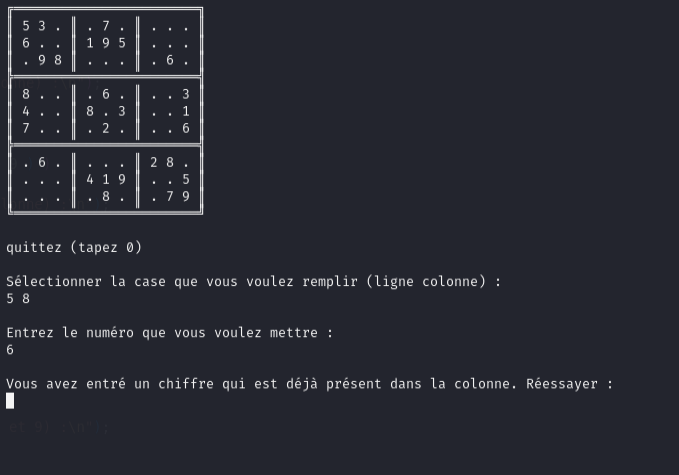 5 3 . ║ . 7 . ║ . . .
6 . . ║ 1 9 5 ║ . . .
. 9 8 ║ . . . ║ . 6 .
8 . . ║ . 6 . ║ . . 3
4 . . ║ 8 . 3 ║ . . 1
7 . . ║ . 2 . ║ . . 6
. 6 . ║ . . . ║ 2 8 .
. . . ║ 4 1 9 ║ . . 5
. . . ║ . 8 . ║ . 7 9
quittez (tapez 0)
Sélectionner la case que vous voulez remplir (ligne colonne) :
5 8
Entrez le numéro que vous voulez mettre :
6
Vous avez entré un chiffre qui est déjà présent dans la colonne. Réessayer :
et 9) :\n";